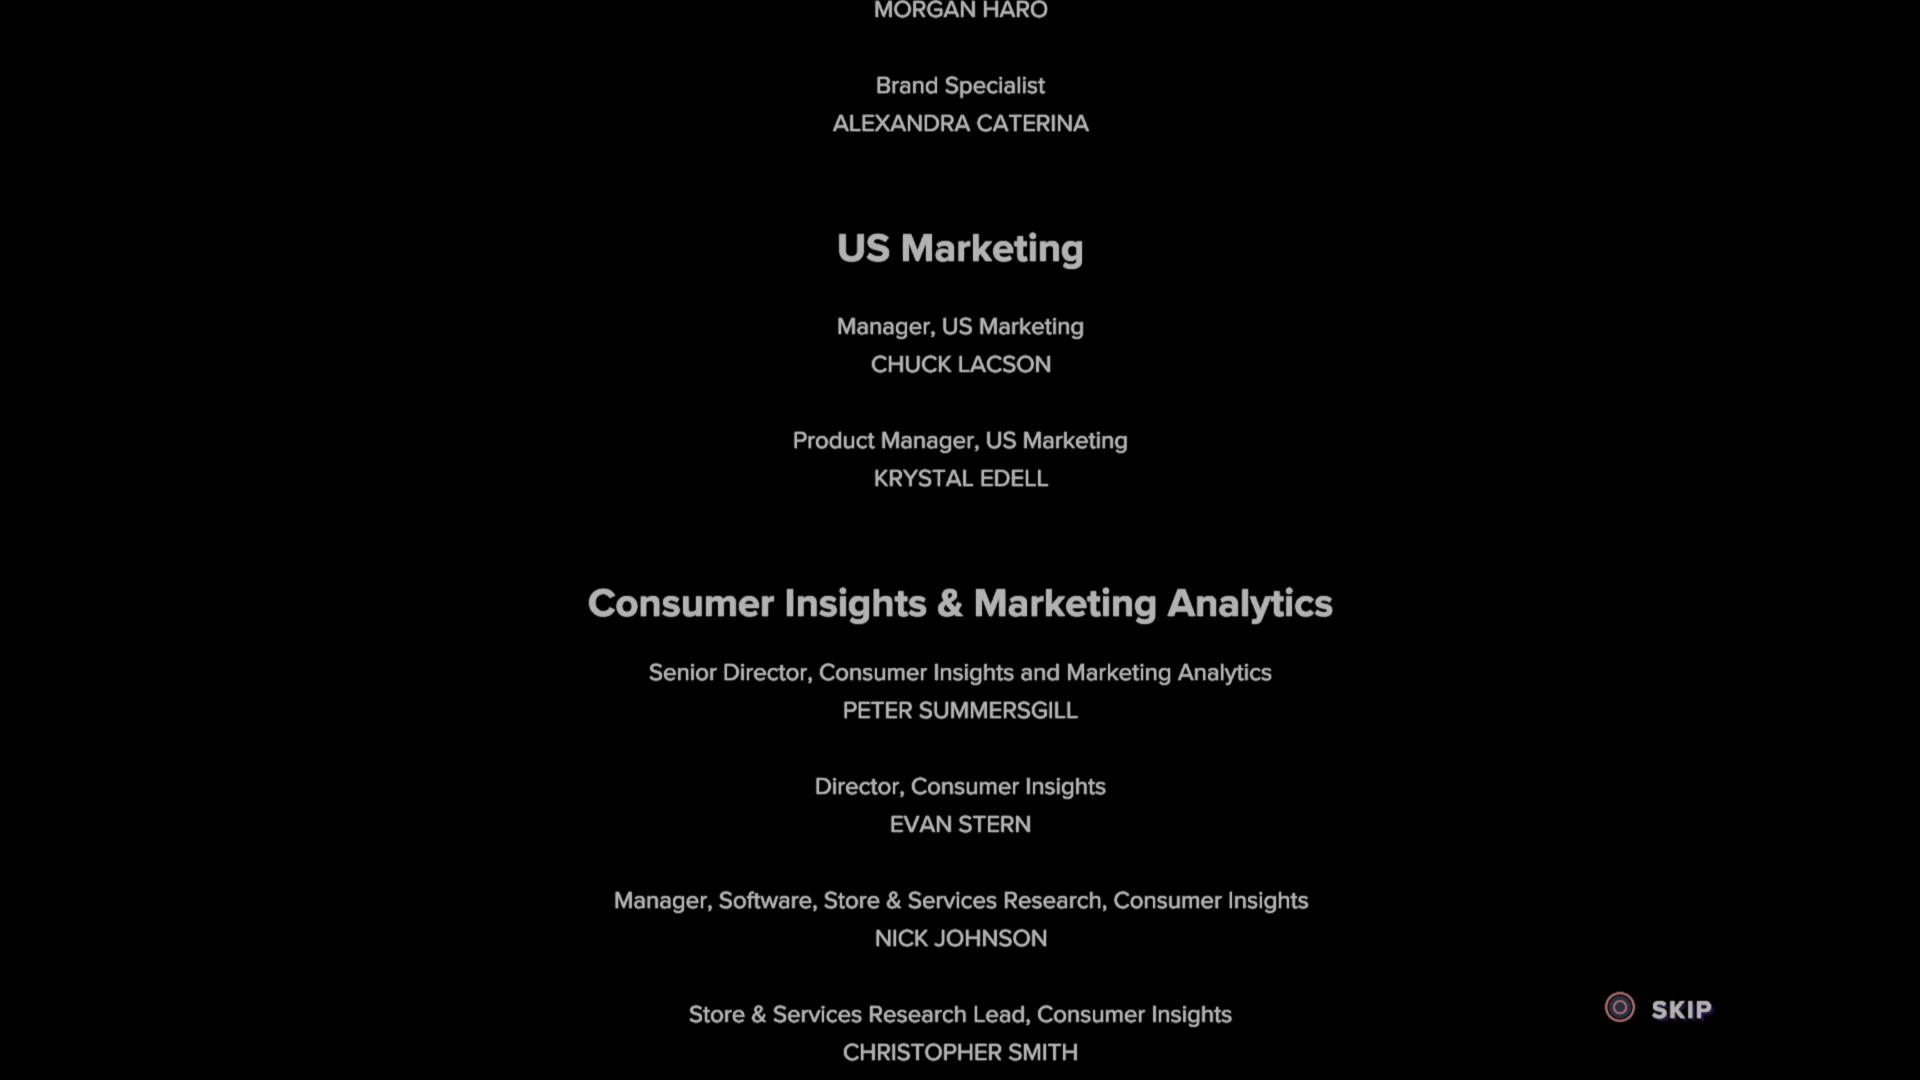 MORGAN HARO
Brand Specialist
ALEXANDRA CATERINA
US Marketing
Manager, US Marketing
CHUCK LACSON
Product Manager, US Marketing
KRYSTAL EDELL
Consumer Insights & Marketing Analytics
Senior Director, Consumer Insights and Marketing Analytics
PETER SUMMERSGILL
Director, Consumer Insights
EVAN STERN
Manager, Software, Store & Services Research, Consumer Insights
NICK JOHNSON
Store & Services Research Lead, Consumer Insights
CHRISTOPHER SMITH
SKIP